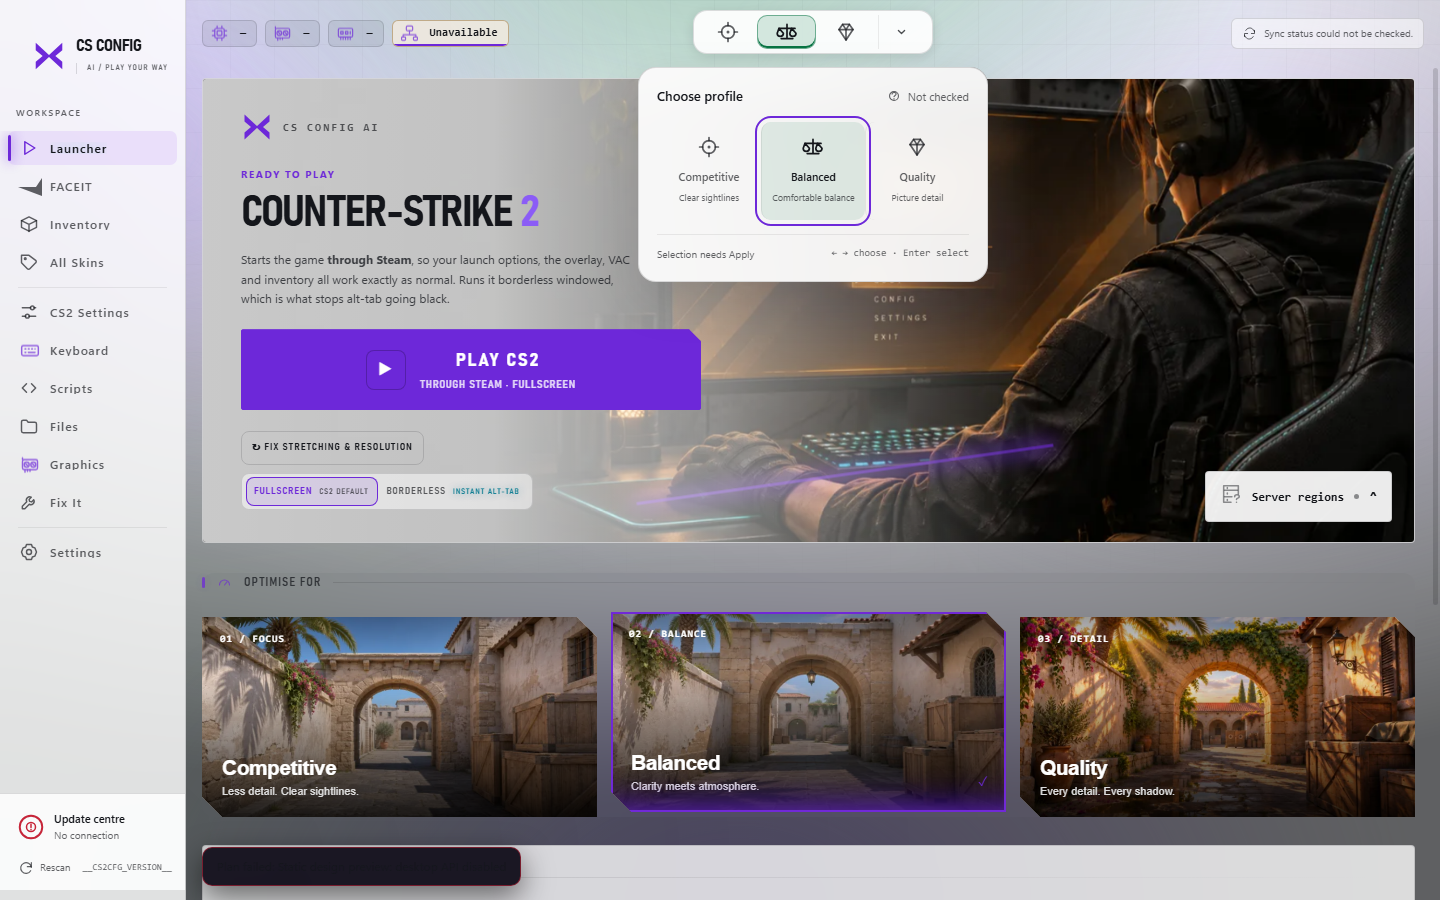 CS CONFIG
AI / PLAY YOUR WAY
WORKSPACE
Launcher
FACEIT
Inventory
All Skins
CS2 Settings
Keyboard
Scripts
Files
Graphics
Fix It
Settings
Update centre
No connection
Rescan
__CS2CFG_VERSION__
–
–
–
Unavailable
Sync status could not be checked.
Choose profile
Not checked
Competitive
Clear sightlines
Balanced
Comfortable balance
Quality
Picture detail
Selection needs Apply
← → choose · Enter select
CS CONFIG AI
READY TO PLAY
COUNTER-STRIKE 2
Starts the game through Steam, so your launch options, the overlay, VAC
and inventory all work exactly as normal. Runs it borderless windowed,
which is what stops alt-tab going black.
PLAY CS2
THROUGH STEAM · FULLSCREEN
↻ FIX STRETCHING & RESOLUTION
FULLSCREEN CS2 DEFAULT
BORDERLESS INSTANT ALT-TAB
CONFIG
SETTINGS
EXIT
Server regions
OPTIMISE FOR
01 / FOCUS
Competitive
Less detail. Clear sightlines.
02 / BALANCE
Balanced
Clarity meets atmosphere.
03 / DETAIL
Quality
Every detail. Every shadow.